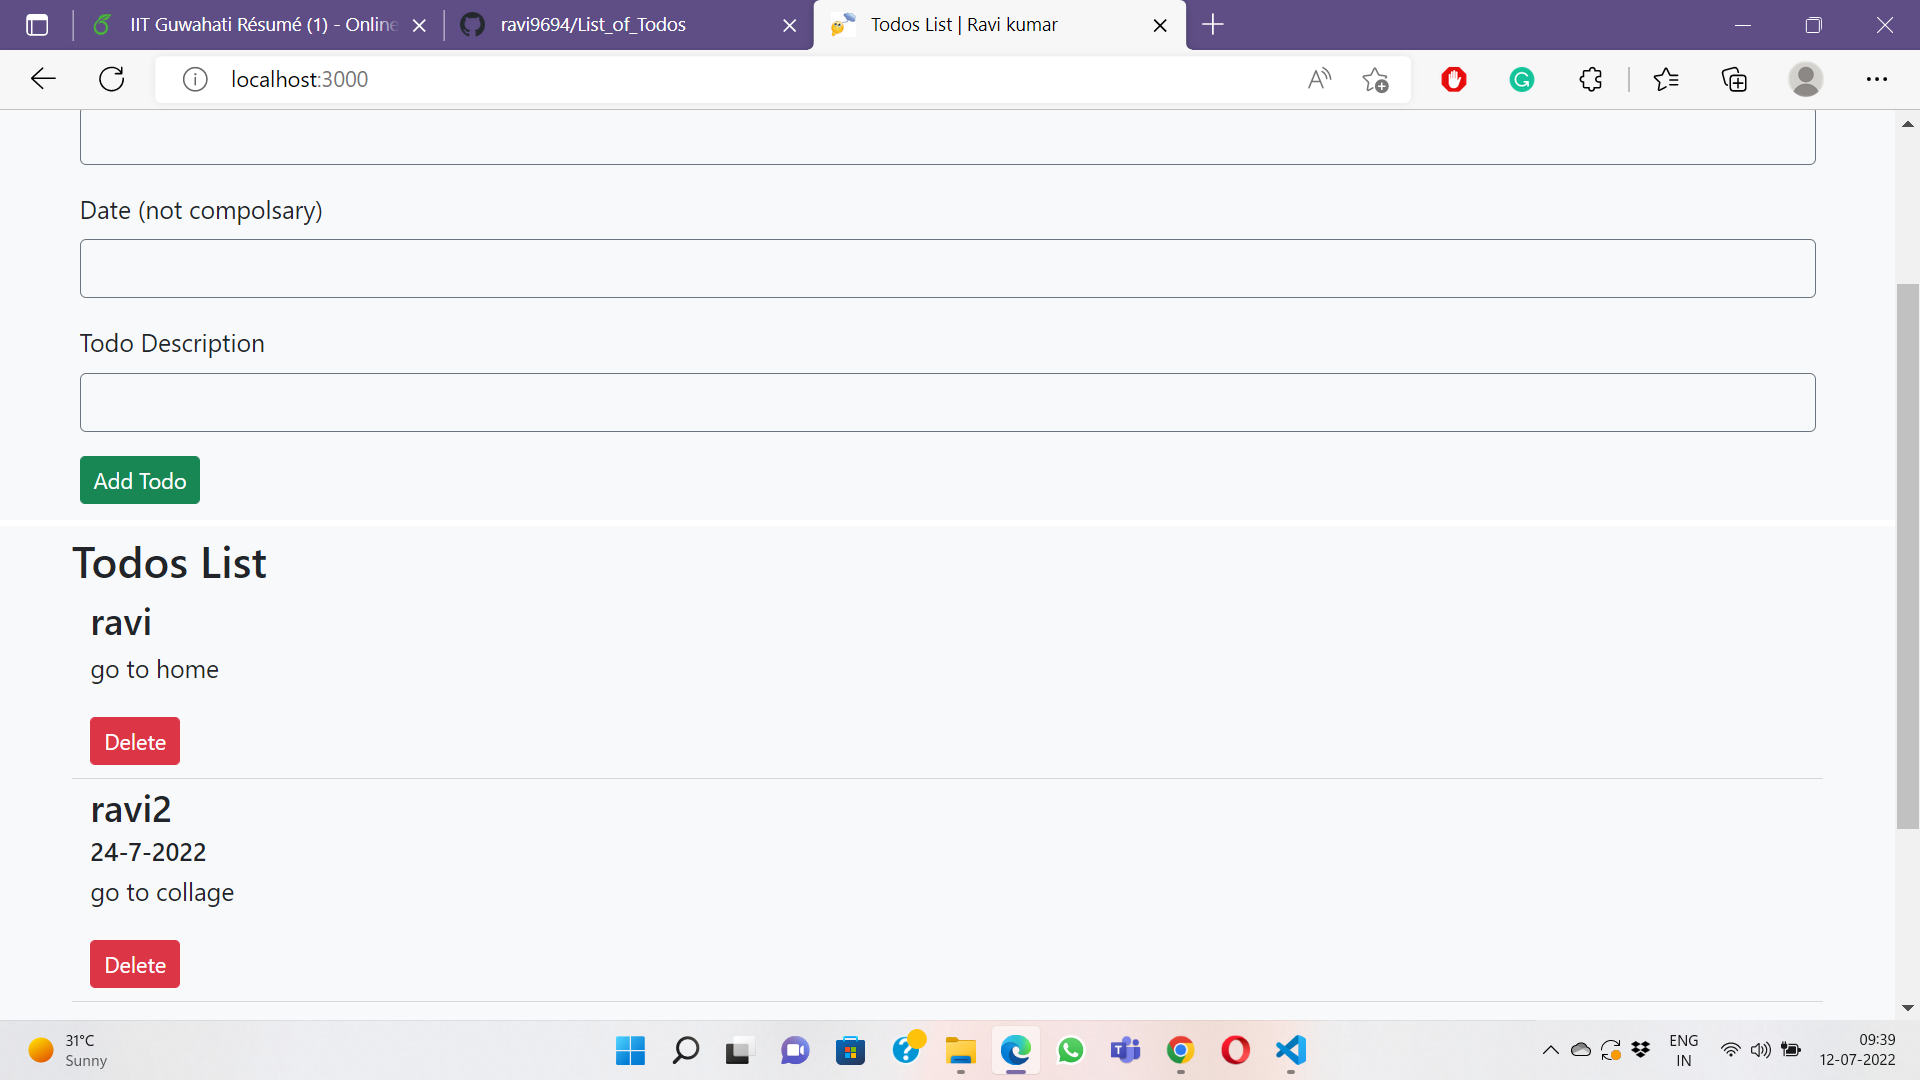 IIT Guwahati Résumé (1) - Online
ravi9694/List_of_Todos
Todos List | Ravi kumar
localhost:3000
Date (not compolsary)
Todo Description
Add Todo
Todos List
ravi
go to home
Delete
ravi2
24-7-2022
go to collage
Delete
31°C
Sunny
ENG
IN
09:39
12-07-2022